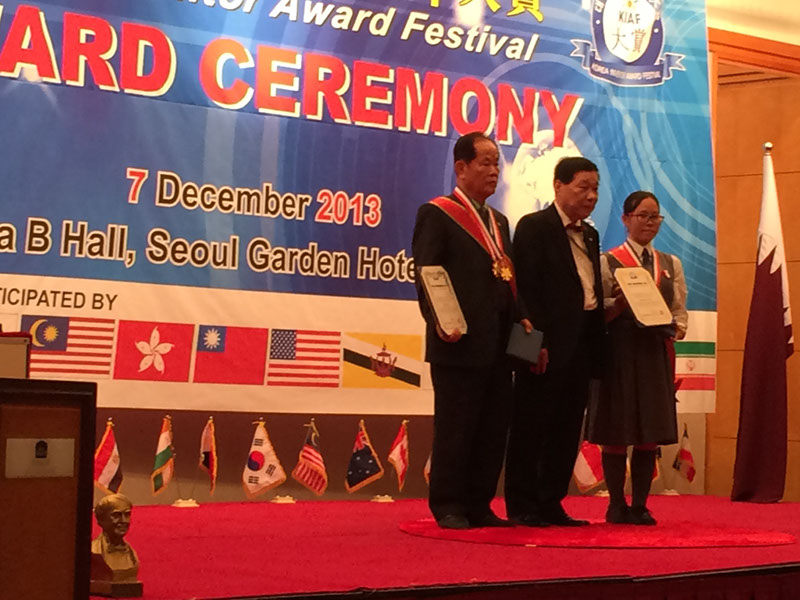 大賞
Award Festival
ARD CEREMONY
KIAF
大賞
KOREA INVENTOR AWARD FESTIVAL
7 December 2013
a B Hall, Seoul Garden Hote
TICIPATED BY